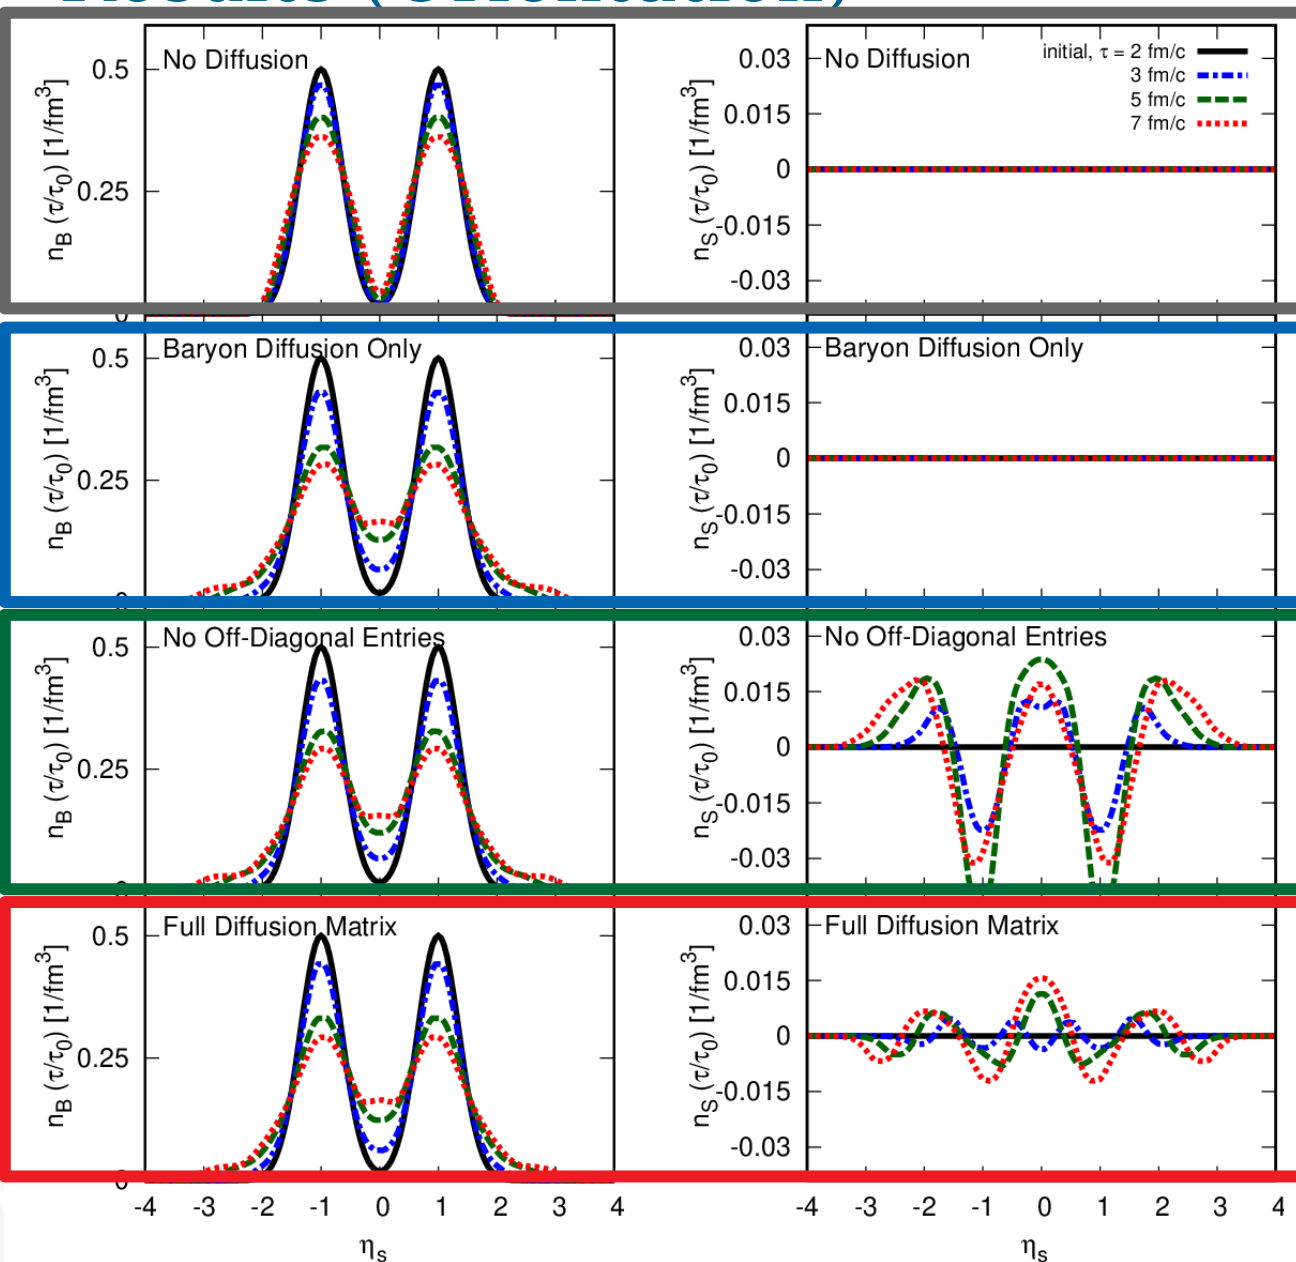 Results (Orientation)
No Diffusion
0.5
0.25
0
n_B (τ/τ_0) [1/fm^3]
No Diffusion
initial, τ = 2 fm/c
3 fm/c
5 fm/c
7 fm/c
0.03
0.015
0
-0.015
-0.03
n_S (τ/τ_0) [1/fm^3]
Baryon Diffusion Only
0.5
0.25
0
n_B (τ/τ_0) [1/fm^3]
Baryon Diffusion Only
0.03
0.015
0
-0.015
-0.03
n_S (τ/τ_0) [1/fm^3]
No Off-Diagonal Entries
0.5
0.25
0
n_B (τ/τ_0) [1/fm^3]
No Off-Diagonal Entries
0.03
0.015
0
-0.015
-0.03
n_S (τ/τ_0) [1/fm^3]
Full Diffusion Matrix
0.5
0.25
0
n_B (τ/τ_0) [1/fm^3]
Full Diffusion Matrix
0.03
0.015
0
-0.015
-0.03
n_S (τ/τ_0) [1/fm^3]
-4 -3 -2 -1 0 1 2 3 4
η_s
-4 -3 -2 -1 0 1 2 3 4
η_s